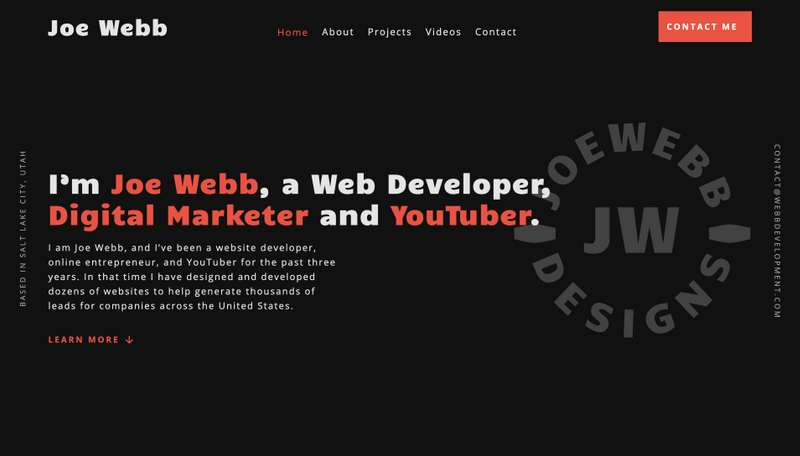 Joe Webb
Home About Projects Videos Contact
CONTACT ME
BASED IN SALT LAKE CITY, UTAH
I'm Joe Webb, a Web Developer,
Digital Marketer and YouTuber.
I am Joe Webb, and I've been a website developer,
online entrepreneur, and YouTuber for the past three
years. In that time I have designed and developed
dozens of websites to help generate thousands of
leads for companies across the United States.
LEARN MORE
JOEWEBB
JW
DESIGNS
CONTACT@WEBBDEVELOPMENT.COM